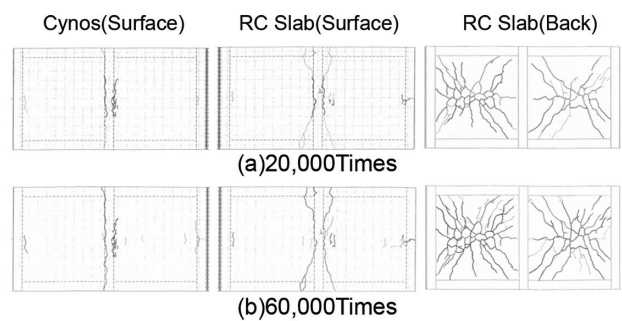 Cynos(Surface) RC Slab(Surface) RC Slab(Back)
(a)20,000Times
(b)60,000Times